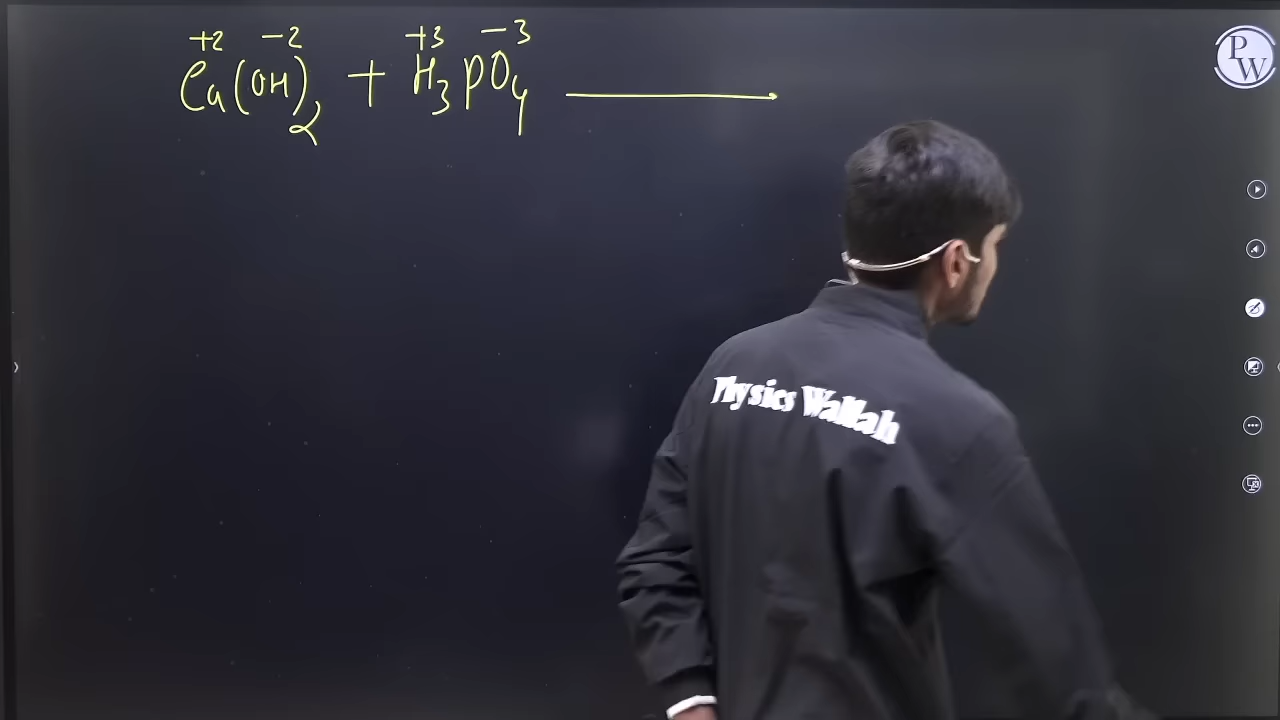 +2 -2 +3 -3
Ca(OH)2 + H3PO4 ⟶
PW
Physics Wallah